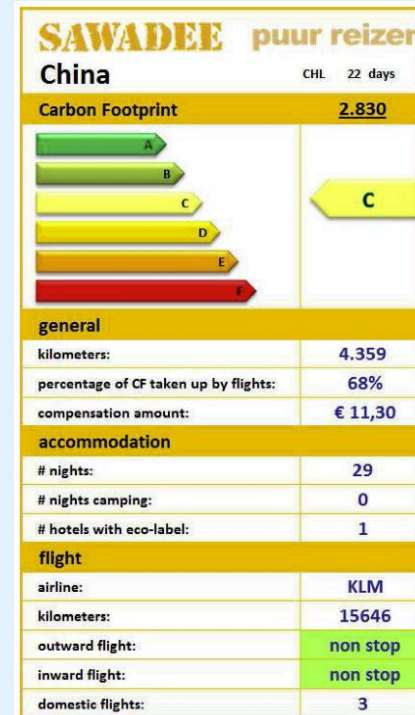 SAWADEE puur reizen
China CHL 22 days
Carbon Footprint 2.830
A
B
C C
D
E
F
general
kilometers: 4.359
percentage of CF taken up by flights: 68%
compensation amount: € 11,30
accommodation
# nights: 29
# nights camping: 0
# hotels with eco-label: 1
flight
airline: KLM
kilometers: 15646
outward flight: non stop
inward flight: non stop
domestic flights: 3